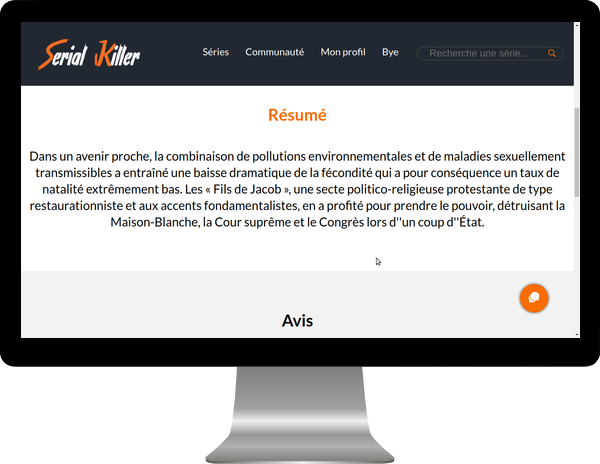 Serial Killer Séries Communauté Mon profil Bye Recherche une série...
Résumé
Dans un avenir proche, la combinaison de pollutions environnementales et de maladies sexuellement
transmissibles a entraîné une baisse dramatique de la fécondité qui a pour conséquence un taux de
natalité extrêmement bas. Les « Fils de Jacob », une secte politico-religieuse protestante de type
restaurationniste et aux accents fondamentalistes, en a profité pour prendre le pouvoir, détruisant la
Maison-Blanche, la Cour suprême et le Congrès lors d''un coup d''État.
Avis